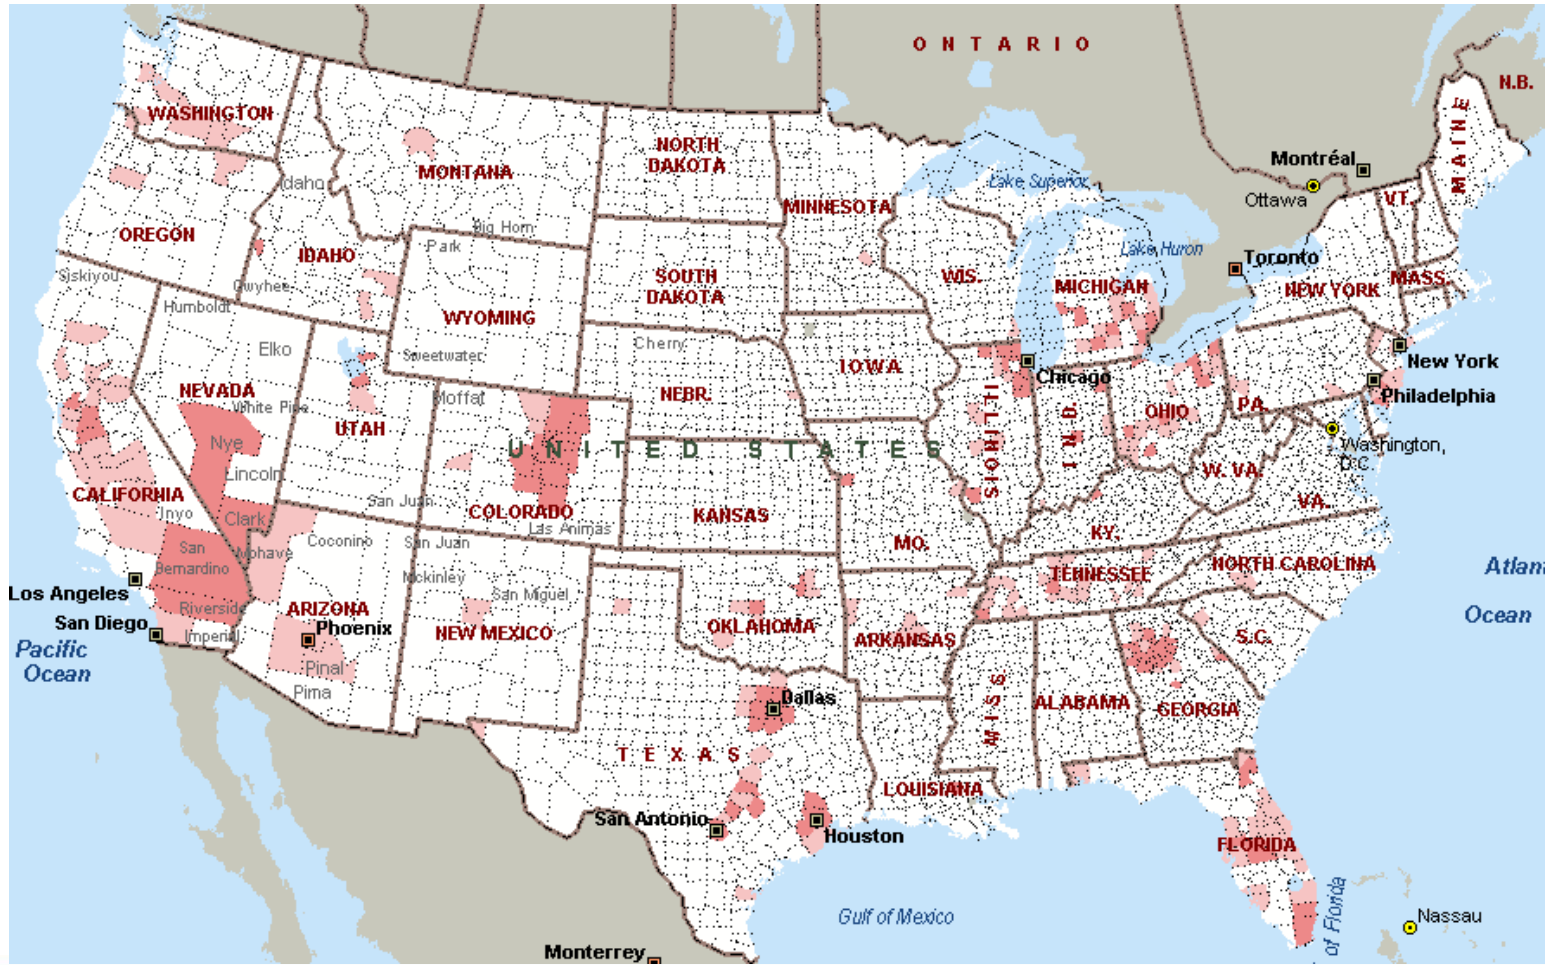 ONTARIO
N.B.
MAINE
WASHINGTON
Montréal
NORTH
DAKOTA
MONTANA
Idaho
Lake Superior
Ottawa
VT.
MINNESOTA
OREGON
Big Horn
Park
IDAHO
Lake Huron
Toronto
Siskiyou
SOUTH
DAKOTA
WIS.
MICHIGAN
NEW YORK
MASS.
Owyhee
Humboldt
WYOMING
Elko
Sweetwater
Cherry
IOWA
Chicago
New York
NEVADA
White Pine
Moffat
NEBR.
ILLINOIS
IND.
OHIO
PA.
Philadelphia
UTAH
Nye
UNITED STATES
Washington,
D.C.
Lincoln
W. VA.
VA.
CALIFORNIA
Inyo
San Juan
COLORADO
Las Animas
KANSAS
Clark
Coconino
San Juan
MO.
KY.
San
Bernardino
Mohave
Mckinley
San Miguel
TENNESSEE
NORTH CAROLINA
Atlan
Ocean
Los Angeles
Riverside
ARIZONA
Phoenix
San Diego
Imperial
NEW MEXICO
OKLAHOMA
ARKANSAS
S.C.
Pacific
Ocean
Pinal
Pima
Dallas
MISS
ALABAMA
GEORGIA
TEXAS
LOUISIANA
San Antonio
Houston
FLORIDA
Gulf of Mexico
of Florida
Nassau
Monterrey